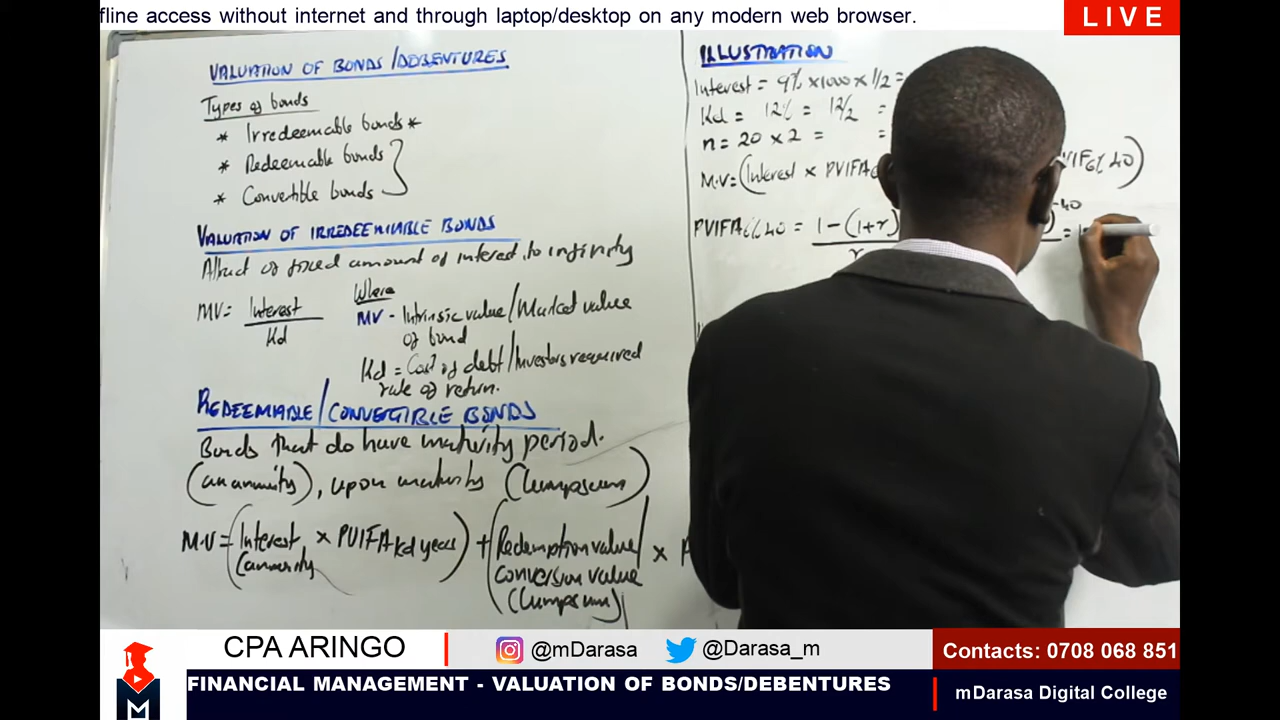 fline access without internet and through laptop/desktop on any modern web browser.
LIVE
VALUATION OF BONDS/DEBENTURES
Types of bonds
* Irredeemable bonds *
* Redeemable bonds
* Convertible bonds
VALUATION OF IRREDEEMABLE BONDS
Attract of fixed amount of interest to infinity
MV = Interest
Kd
Where
MV - Intrinsic value/Market value
of bond
Kd = Cost of debt/Investors required
rate of return.
REDEEMABLE/CONVERTIBLE BONDS
Bonds that do have maturity period.
(an annuity), upon maturity (Lumpsum)
M.V = (Interest × PVIFA kd years) + (Redemption value/
(annuity
conversion value ×
(Lumpsum)
ILLUSTRATION
Interest = 9% × 1000 × 1/2 =
Kd = 12% = 12/2 =
n = 20 × 2 = =
M.V = (Interest × PVIFA
VIF6% 40)
PVIFA6% 40 = 1 - (1+r)
r
-40
=
CPA ARINGO
@mDarasa
@Darasa_m
Contacts: 0708 068 851
FINANCIAL MANAGEMENT - VALUATION OF BONDS/DEBENTURES
mDarasa Digital College